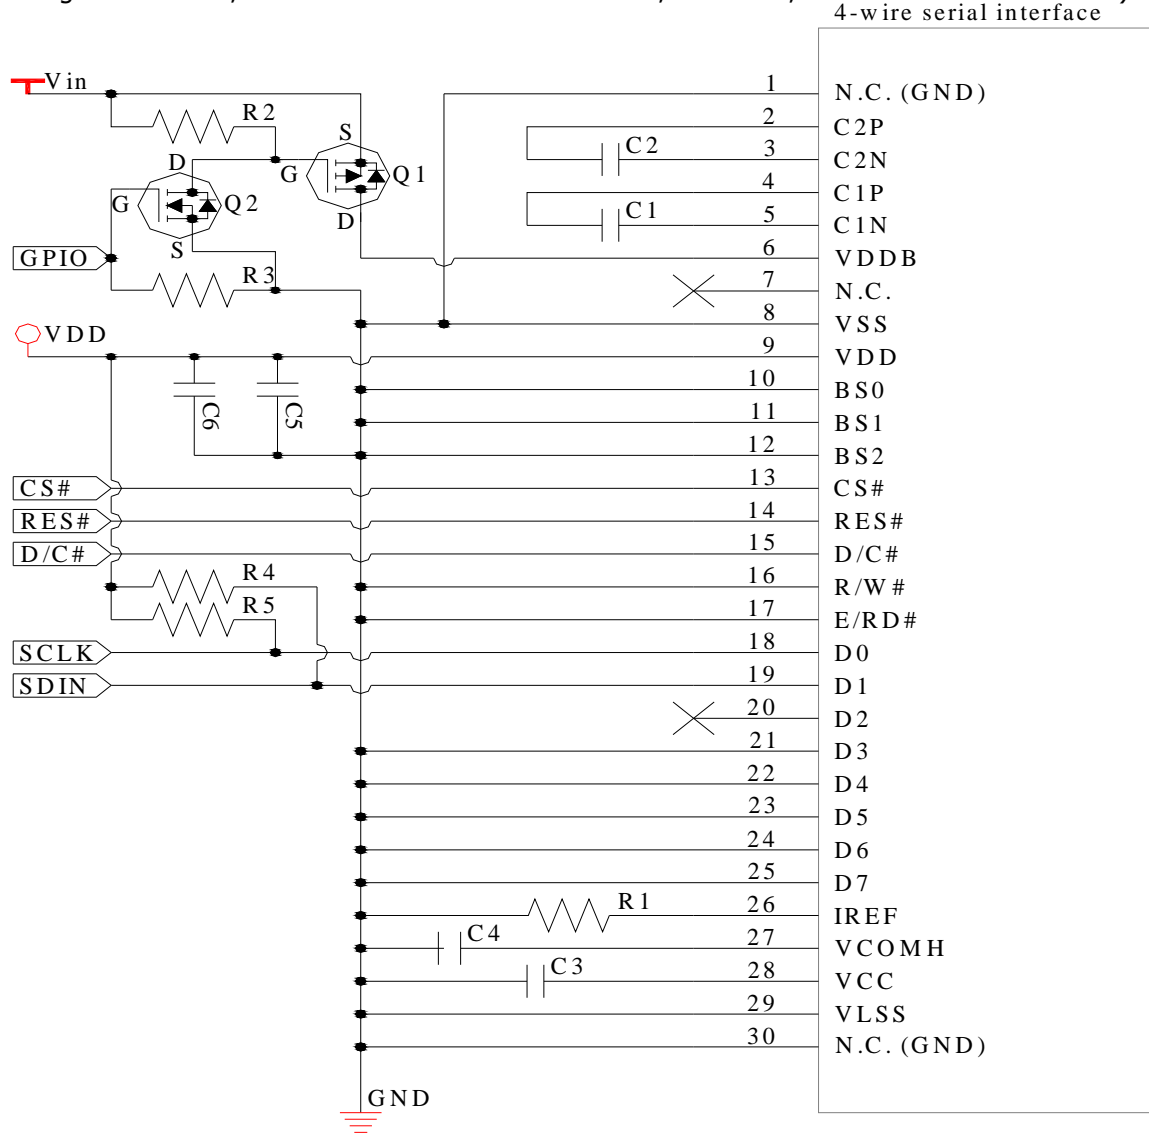 4-wire serial interface
Vin
R2
S
D
G
Q1
G
Q2
D
S
GPIO
R3
VDD
C6
C5
CS#
RES#
D/C#
R4
R5
SCLK
SDIN
C2
C1
R1
C4
C3
GND
1 N.C. (GND)
2 C2P
3 C2N
4 C1P
5 C1N
6 VDDB
7 N.C.
8 VSS
9 VDD
10 BS0
11 BS1
12 BS2
13 CS#
14 RES#
15 D/C#
16 R/W#
17 E/RD#
18 D0
19 D1
20 D2
21 D3
22 D4
23 D5
24 D6
25 D7
26 IREF
27 VCOMH
28 VCC
29 VLSS
30 N.C. (GND)